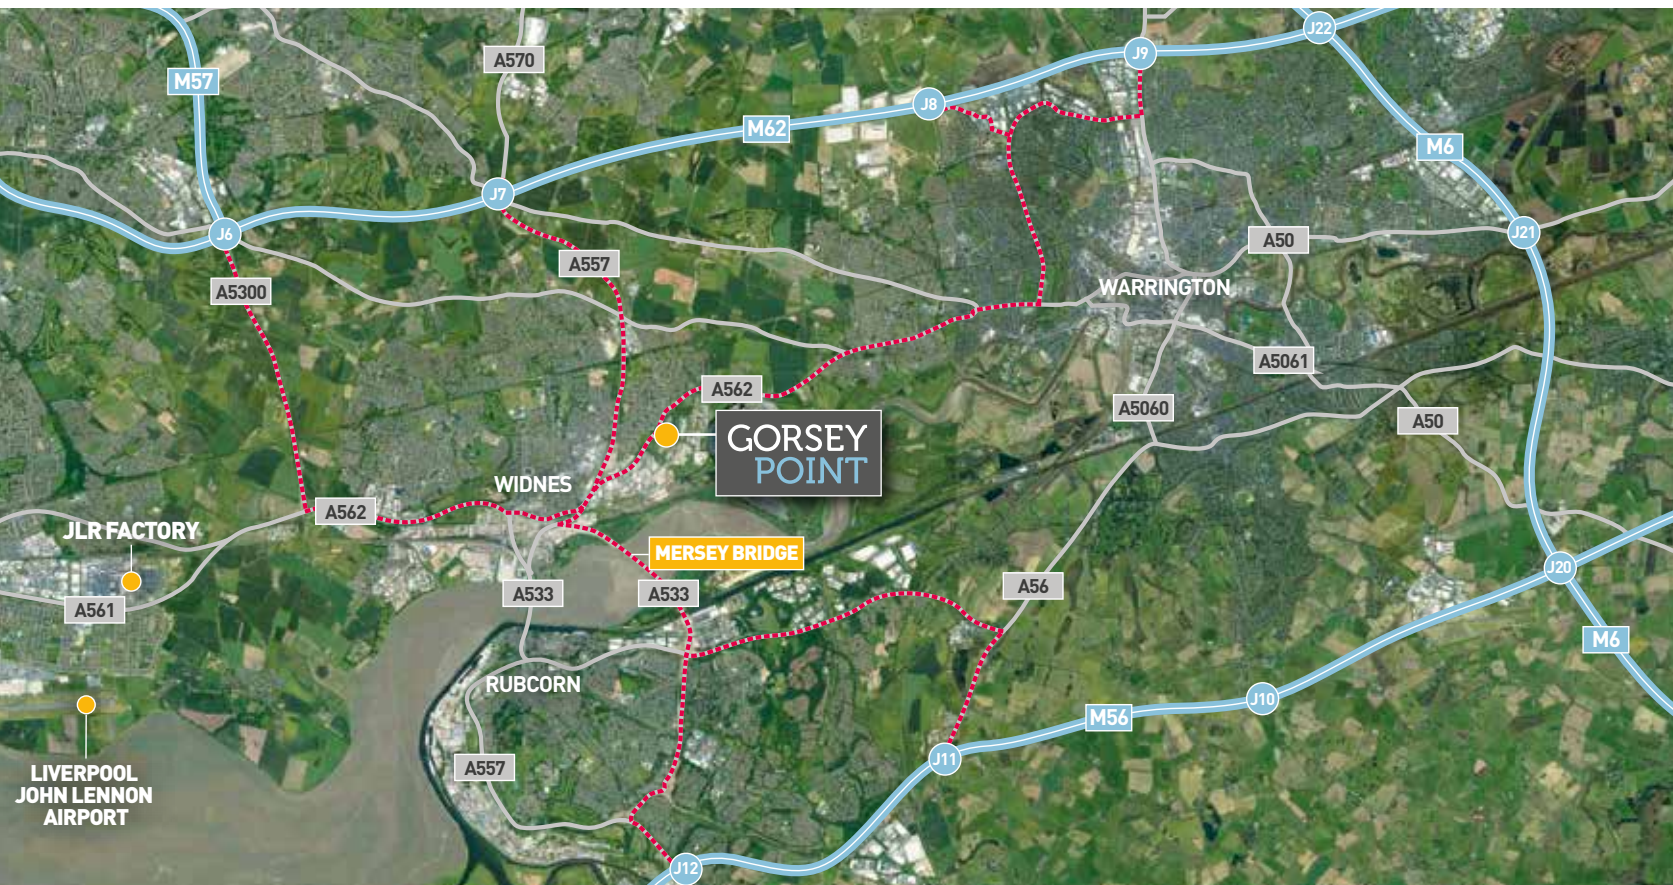 J22
J9
A570
M57
J8
M62
M6
J7
J6
J21
A50
A557
A5300
WARRINGTON
A5061
A562
A5060
A50
GORSEY
POINT
WIDNES
A562
JLR FACTORY
MERSEY BRIDGE
J20
A56
A533
A533
A561
M6
RUBCORN
J10
M56
J11
A557
LIVERPOOL
JOHN LENNON
AIRPORT
J12